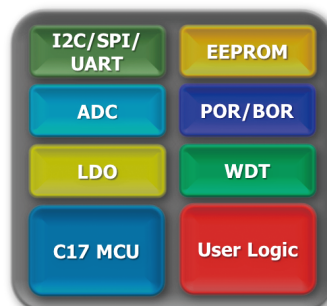 I2C/SPI/
UART
EEPROM
ADC
POR/BOR
LDO
WDT
C17 MCU
User Logic